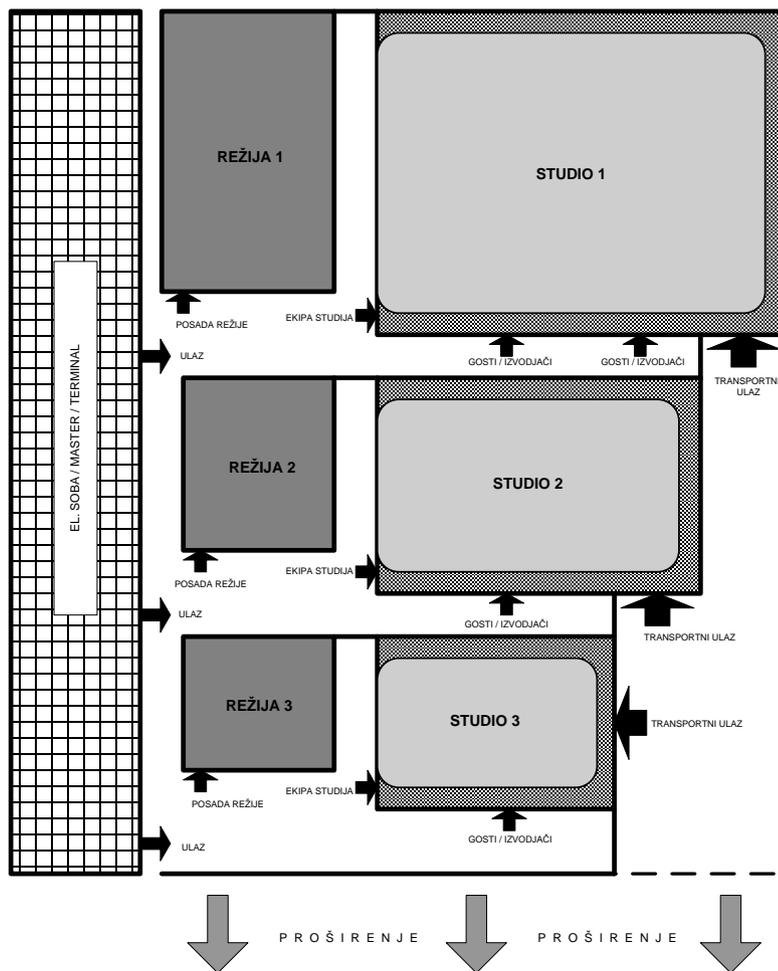 REŽIJA 1
STUDIO 1
POSADA REŽIJE
EKIPA STUDIJA
ULAZ
GOSTI / IZVODJAČI
GOSTI / IZVODJAČI
TRANSPORTNI
ULAZ
EL. SOBA / MASTER / TERMINAL
REŽIJA 2
STUDIO 2
POSADA REŽIJE
EKIPA STUDIJA
ULAZ
GOSTI / IZVODJAČI
TRANSPORTNI ULAZ
REŽIJA 3
STUDIO 3
TRANSPORTNI ULAZ
POSADA REŽIJE
EKIPA STUDIJA
ULAZ
GOSTI / IZVODJAČI
PROŠIRENJE
PROŠIRENJE